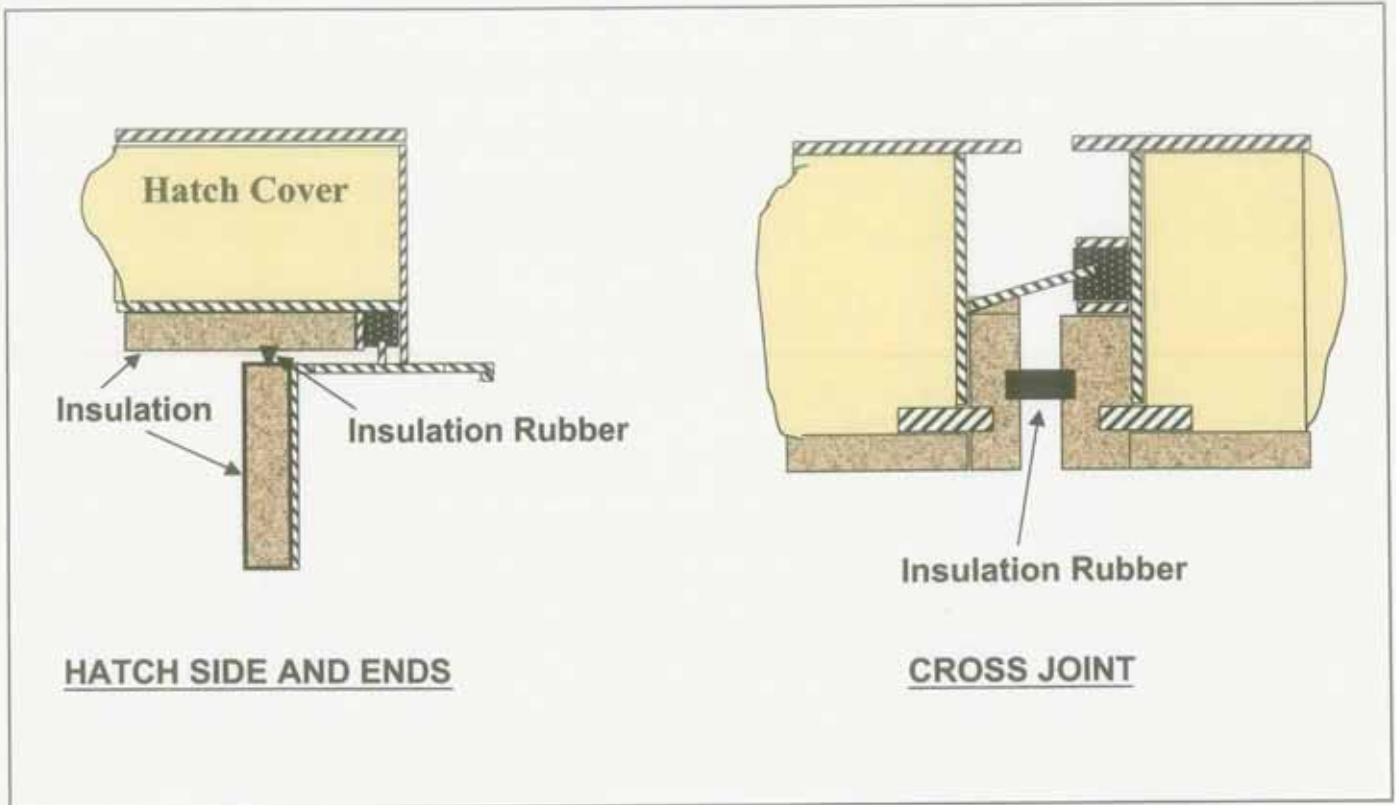 Hatch Cover
Insulation
Insulation Rubber
HATCH SIDE AND ENDS
Insulation Rubber
CROSS JOINT